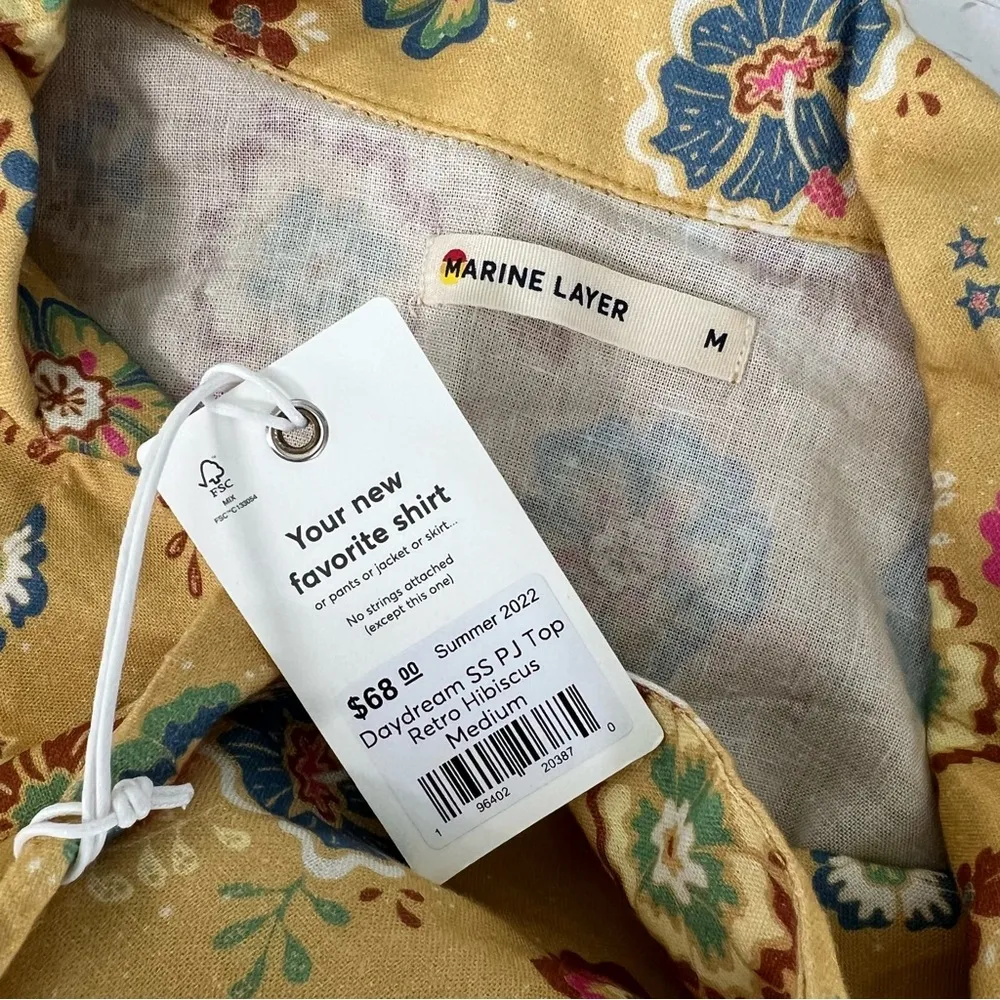 MARINE LAYER
M
FSC
MIX
FSC™ C133054
Your new
favorite shirt
or pants or jacket or skirt...
No strings attached
(except this one)
$68.00 Summer 2022
Daydream SS PJ Top
Retro Hibiscus
Medium
1 96402 20387 0